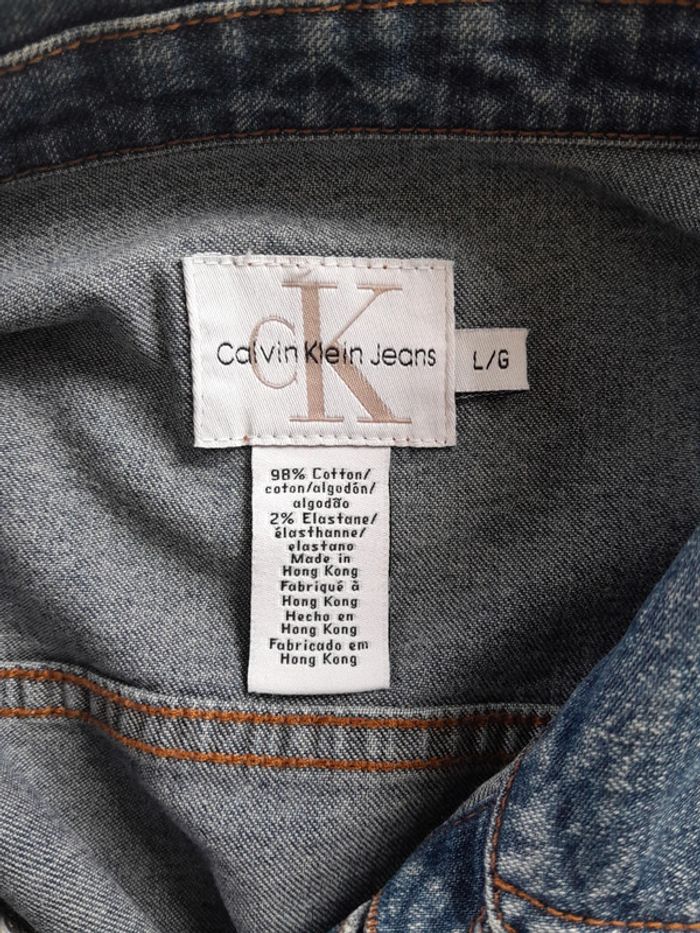 CK
Calvin Klein Jeans
L/G
98% Cotton/
coton/algodón/
algodão
2% Elastane/
élasthanne/
elastano
Made in
Hong Kong
Fabriqué à
Hong Kong
Hecho en
Hong Kong
Fabricado em
Hong Kong